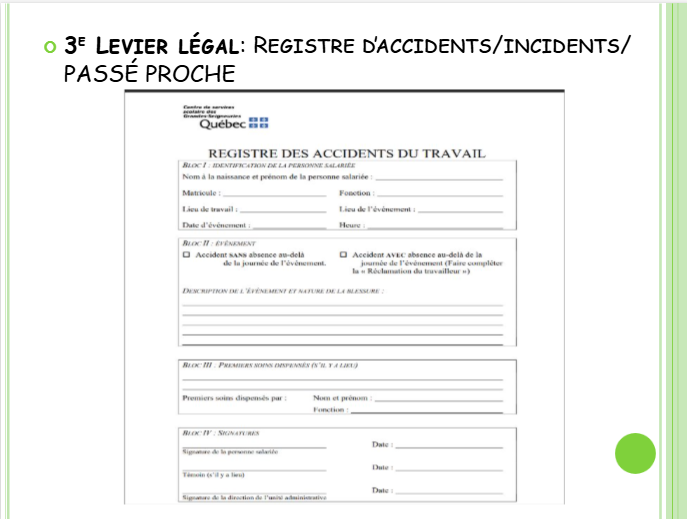 3E LEVIER LÉGAL: REGISTRE D'ACCIDENTS/INCIDENTS/
PASSÉ PROCHE
Centre de services
scolaire des
Grandes-Seigneuries
Québec
REGISTRE DES ACCIDENTS DU TRAVAIL
BLOC I : IDENTIFICATION DE LA PERSONNE SALARIÉE
Nom à la naissance et prénom de la personne salariée :
Matricule : Fonction :
Lieu de travail : Lieu de l'événement :
Date d'événement : Heure :
BLOC II : ÉVÉNEMENT
Accident SANS absence au-delà
de la journée de l'événement.
Accident AVEC absence au-delà de la
journée de l'événement (Faire compléter
la « Réclamation du travailleur »)
DESCRIPTION DE L'ÉVÉNEMENT ET NATURE DE LA BLESSURE :
BLOC III : PREMIERS SOINS DISPENSÉS (S'IL Y A LIEU)
Premiers soins dispensés par : Nom et prénom :
Fonction :
BLOC IV : SIGNATURES
Date :
Signature de la personne salariée
Date :
Témoin (s'il y a lieu)
Date :
Signature de la direction de l'unité administrative